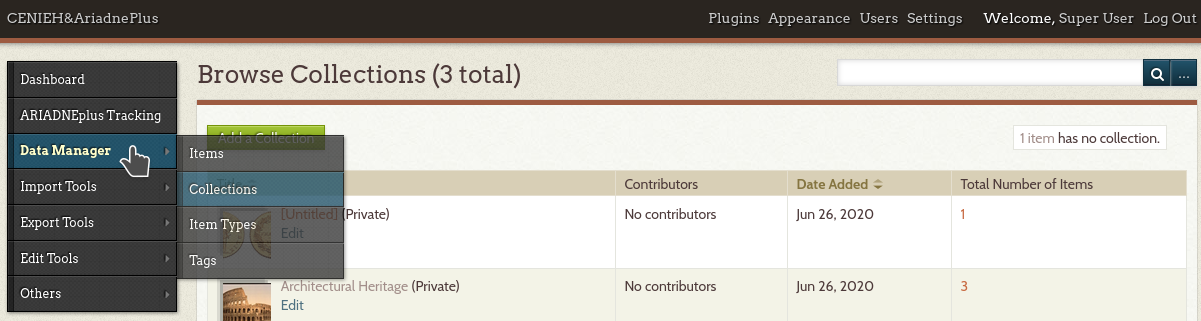 CENIEH&AriadnePlus
Plugins Appearance Users Settings Welcome, Super User Log Out
Dashboard
ARIADNEplus Tracking
Data Manager
Import Tools
Export Tools
Edit Tools
Others
Items
Collections
Item Types
Tags
Browse Collections (3 total)
...
Add a Collection
1 item has no collection.
Title Contributors Date Added Total Number of Items
[Untitled] (Private) No contributors Jun 26, 2020 1
Edit
Architectural Heritage (Private) No contributors Jun 26, 2020 3
Edit